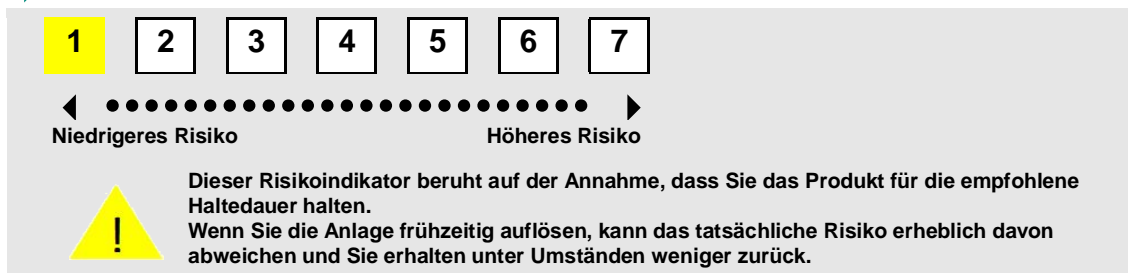 1 2 3 4 5 6 7
Niedrigeres Risiko Höheres Risiko
Dieser Risikoindikator beruht auf der Annahme, dass Sie das Produkt für die empfohlene
Haltedauer halten.
! Wenn Sie die Anlage frühzeitig auflösen, kann das tatsächliche Risiko erheblich davon
abweichen und Sie erhalten unter Umständen weniger zurück.